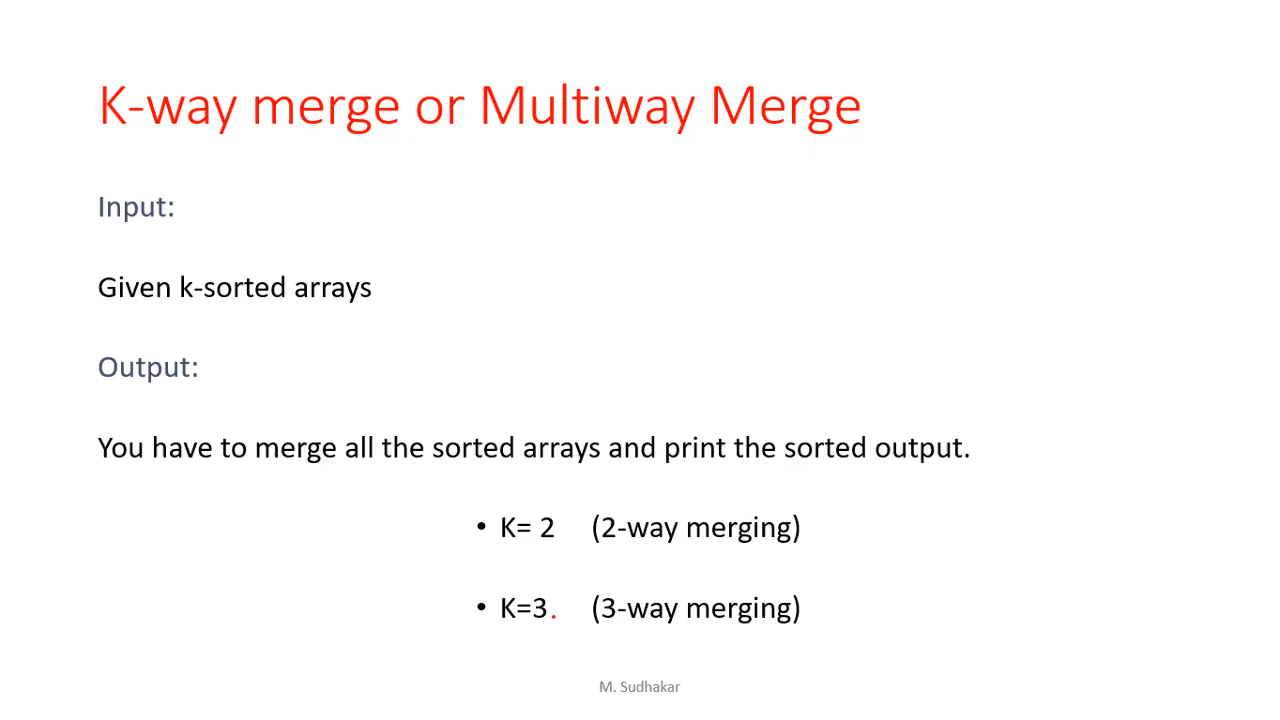 K-way merge or Multiway Merge
Input:
Given k-sorted arrays
Output:
You have to merge all the sorted arrays and print the sorted output.
• K= 2 (2-way merging)
• K=3. (3-way merging)
M. Sudhakar